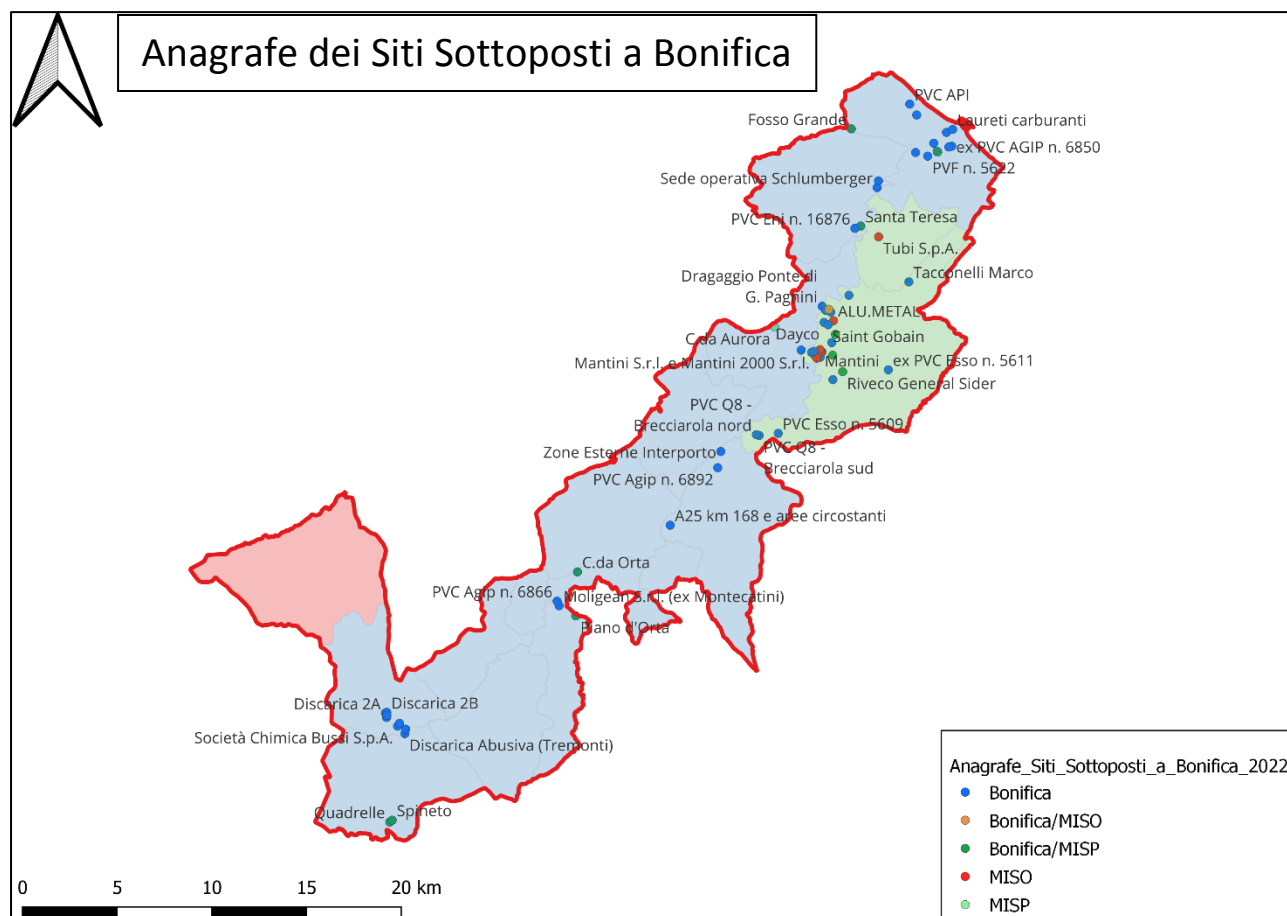 Anagrafe dei Siti Sottoposti a Bonifica
PVC API
Fosso Grande
Laureti carburanti
ex PVC AGIP n. 6850
PVF n. 5622
Sede operativa Schlumberger
PVC Eni n. 16876
Santa Teresa
Tubi S.p.A.
Dragaggio Ponte di
Tacconelli Marco
G. Pagnini
ALU.METAL
C.da Aurora
Dayco
Saint Gobain
Mantini S.r.l. e Mantini 2000 S.r.l.
Mantini
ex PVC Esso n. 5611
Riveco General Sider
PVC Q8 -
Brecciarola nord
PVC Esso n. 5609
Zone Esterne Interporto
PVC Q8 -
Brecciarola sud
PVC Agip n. 6892
A25 km 168 e aree circostanti
C.da Orta
PVC Agip n. 6866
Moligean S.r.l. (ex Montecatini)
Piano d'Orta
Discarica 2A
Discarica 2B
Società Chimica Bussi S.p.A.
Discarica Abusiva (Tremonti)
Quadrelle
Spineto
Anagrafe_Siti_Sottoposti_a_Bonifica_2022
Bonifica
Bonifica/MISO
Bonifica/MISP
MISO
MISP
0 5 10 15 20 km